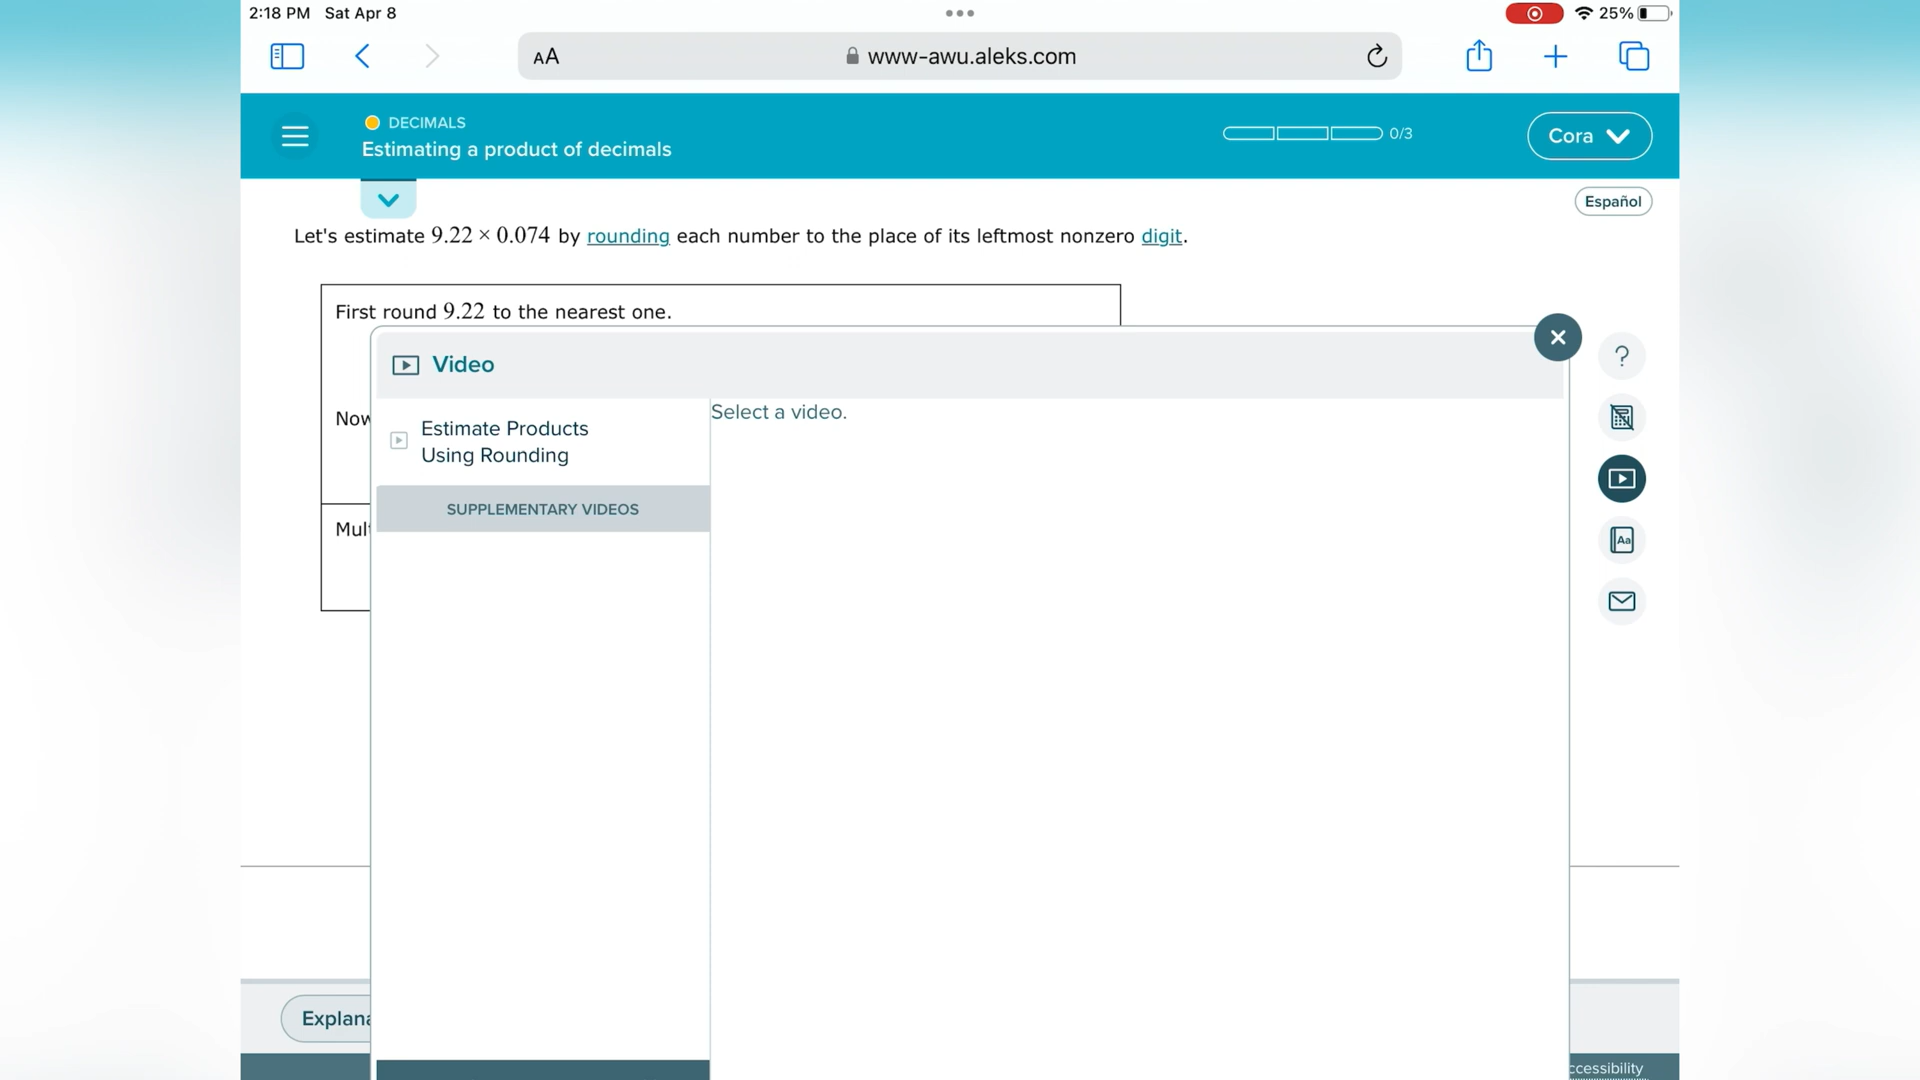 2:18 PM Sat Apr 8
25%
AA
www-awu.aleks.com
DECIMALS
Estimating a product of decimals
0/3
Cora
Español
Let's estimate 9.22 × 0.074 by rounding each number to the place of its leftmost nonzero digit.
First round 9.22 to the nearest one.
Video
?
Now
Estimate Products
Using Rounding
Select a video.
SUPPLEMENTARY VIDEOS
Mult
Aa
Explana
ccessibility